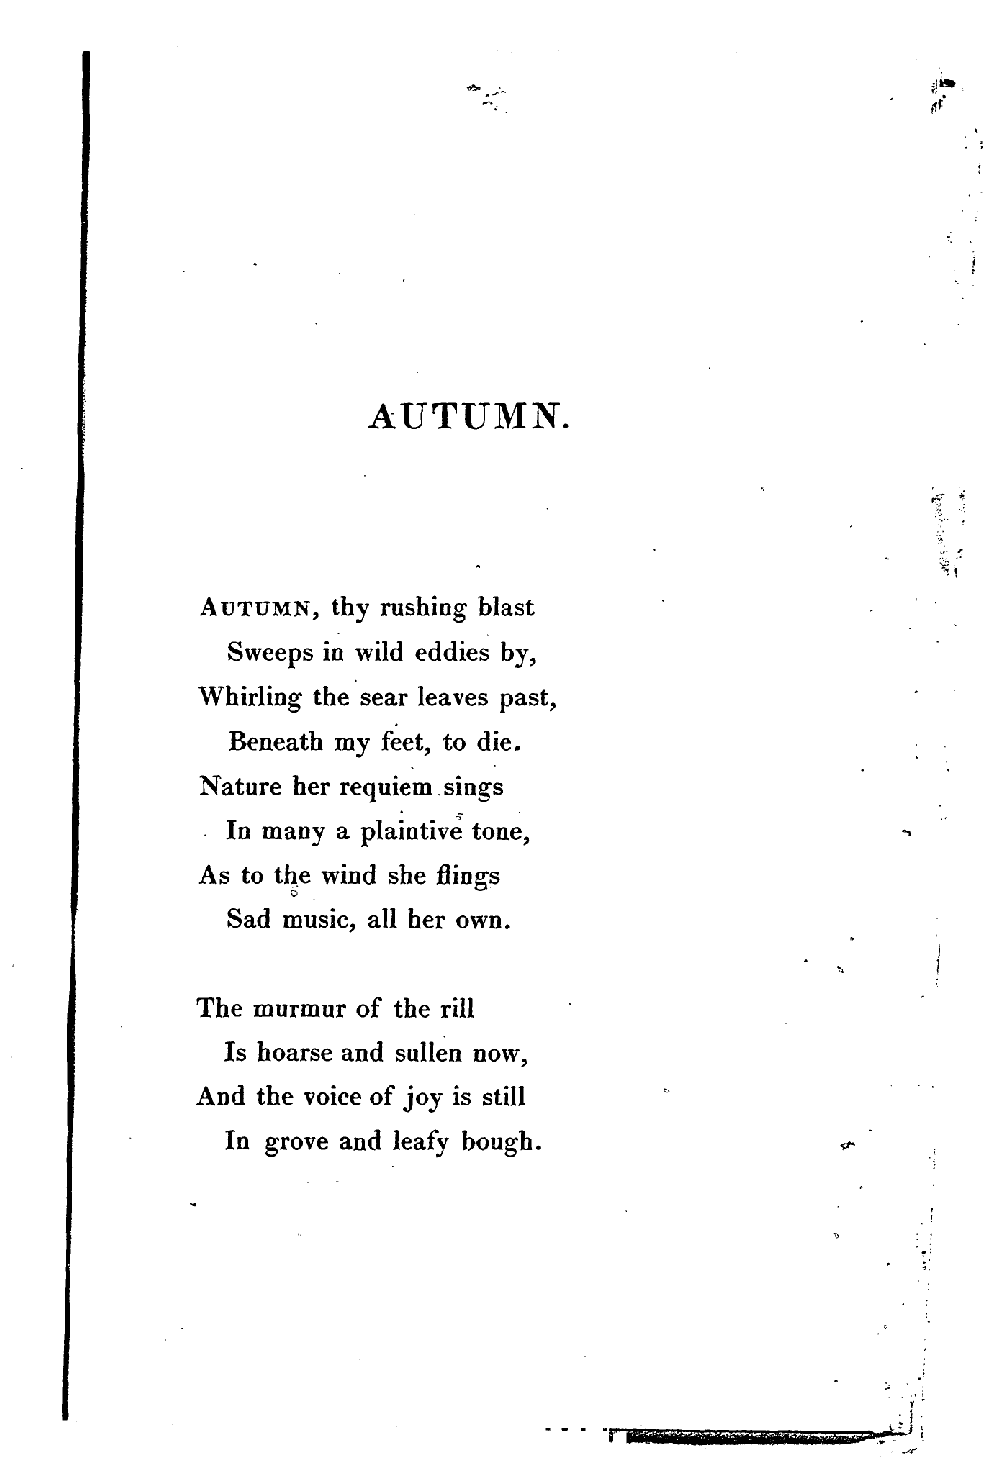 AUTUMN.
AUTUMN, thy rushing blast
Sweeps in wild eddies by,
Whirling the sear leaves past,
Beneath my feet, to die.
Nature her requiem sings
In many a plaintive tone,
As to the wind she flings
Sad music, all her own.
The murmur of the rill
Is hoarse and sullen now,
And the voice of joy is still
In grove and leafy bough.